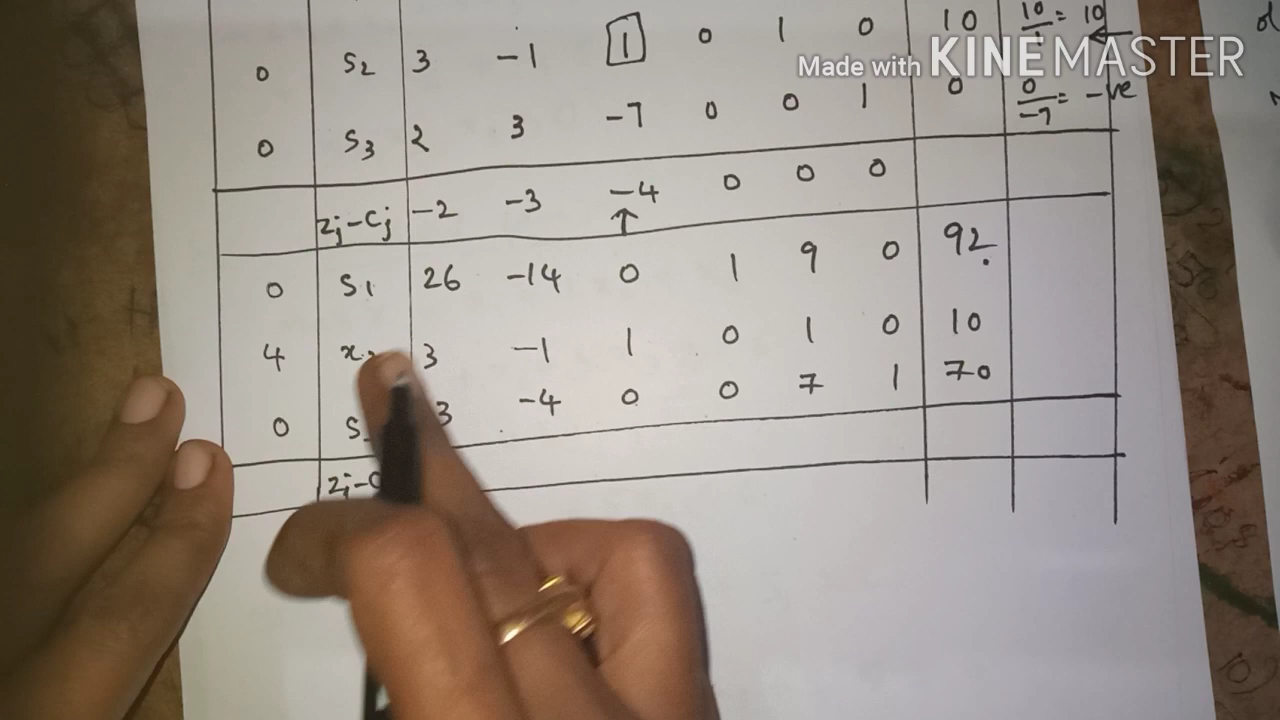 0 S2 3 -1 1 0 1 0 10 10/1 = 10
Made with KINEMASTER
0 S3 2 3 -7 0 0 1 0 0/-7 = -ve
zj-cj -2 -3 -4 0 0 0
0 S1 26 -14 0 1 9 0 92
4 3 -1 1 0 1 0 10
0 3 -4 0 0 7 1 70